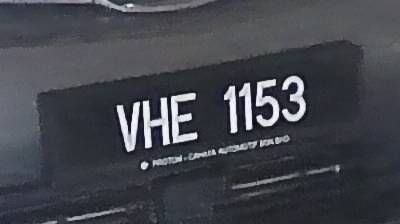 VHE 1153
PROTON - CAHAYA AUTOMOTIF SDN BHD